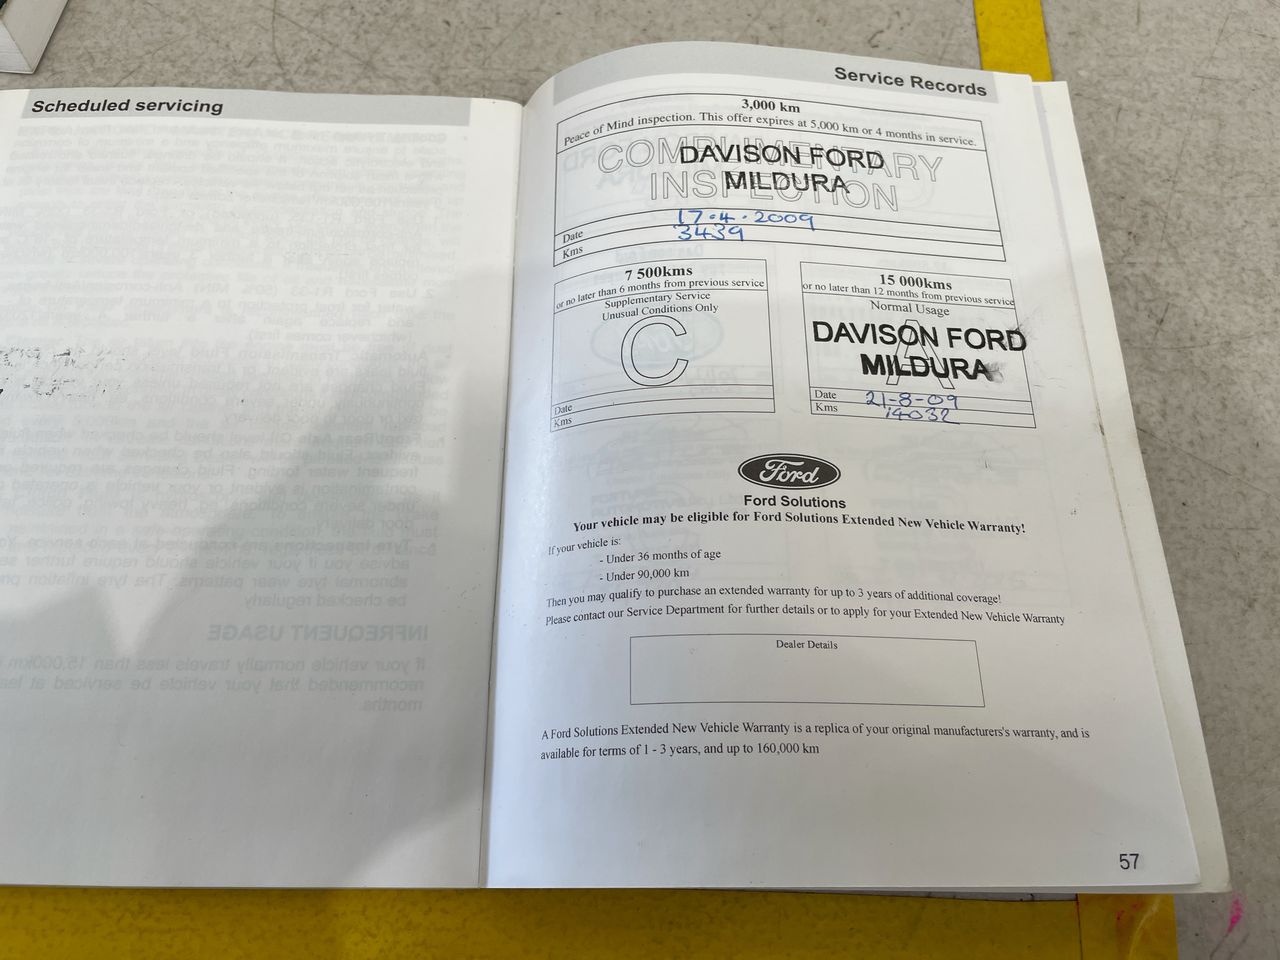 Scheduled servicing
Service Records
3,000 km
Peace of Mind inspection. This offer expires at 5,000 km or 4 months in service.
COMPLIMENTARY
INSPECTION
DAVISON FORD
MILDURA
Date 17·4·2009
Kms 3439
7 500kms
or no later than 6 months from previous service
Supplementary Service
Unusual Conditions Only
C
Date
Kms
15 000kms
or no later than 12 months from previous service
Normal Usage
A
DAVISON FORD
MILDURA
Date 21-8-09
Kms 14032
Ford
Ford Solutions
Your vehicle may be eligible for Ford Solutions Extended New Vehicle Warranty!
If your vehicle is:
- Under 36 months of age
- Under 90,000 km
Then you may qualify to purchase an extended warranty for up to 3 years of additional coverage!
Please contact our Service Department for further details or to apply for your Extended New Vehicle Warranty
Dealer Details
A Ford Solutions Extended New Vehicle Warranty is a replica of your original manufacturers's warranty, and is
available for terms of 1 - 3 years, and up to 160,000 km
57